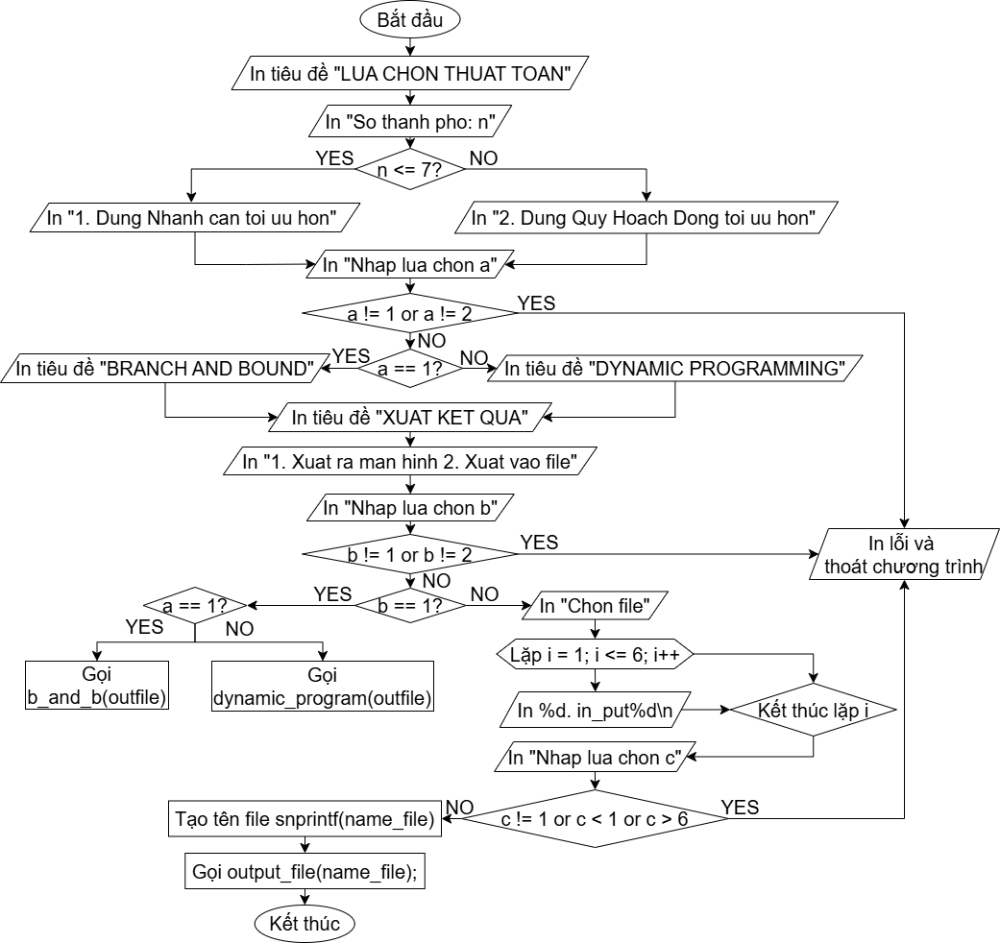 Bắt đầu
In tiêu đề "LUA CHON THUAT TOAN"
In "So thanh pho: n"
YES
n <= 7?
NO
In "1. Dung Nhanh can toi uu hon"
In "2. Dung Quy Hoach Dong toi uu hon"
In "Nhap lua chon a"
a != 1 or a != 2
YES
NO
In tiêu đề "BRANCH AND BOUND"
YES
a == 1?
NO
In tiêu đề "DYNAMIC PROGRAMMING"
In tiêu đề "XUAT KET QUA"
In "1. Xuat ra man hinh 2. Xuat vao file"
In "Nhap lua chon b"
b != 1 or b != 2
YES
In lỗi và
thoát chương trình
NO
a == 1?
YES
b == 1?
NO
In "Chon file"
YES
NO
Gọi
b_and_b(outfile)
Gọi
dynamic_program(outfile)
Lặp i = 1; i <= 6; i++
In %d. in_put%d\n
Kết thúc lặp i
In "Nhap lua chon c"
c != 1 or c < 1 or c > 6
YES
NO
Tạo tên file snprintf(name_file)
Gọi output_file(name_file);
Kết thúc